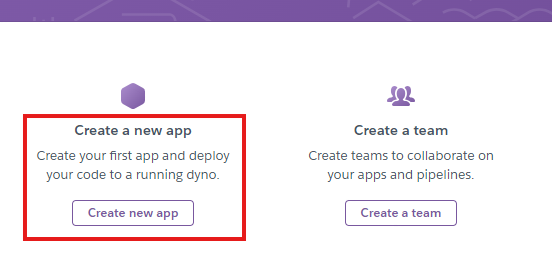 Create a new app
Create your first app and deploy
your code to a running dyno.
Create new app
Create a team
Create teams to collaborate on
your apps and pipelines.
Create a team